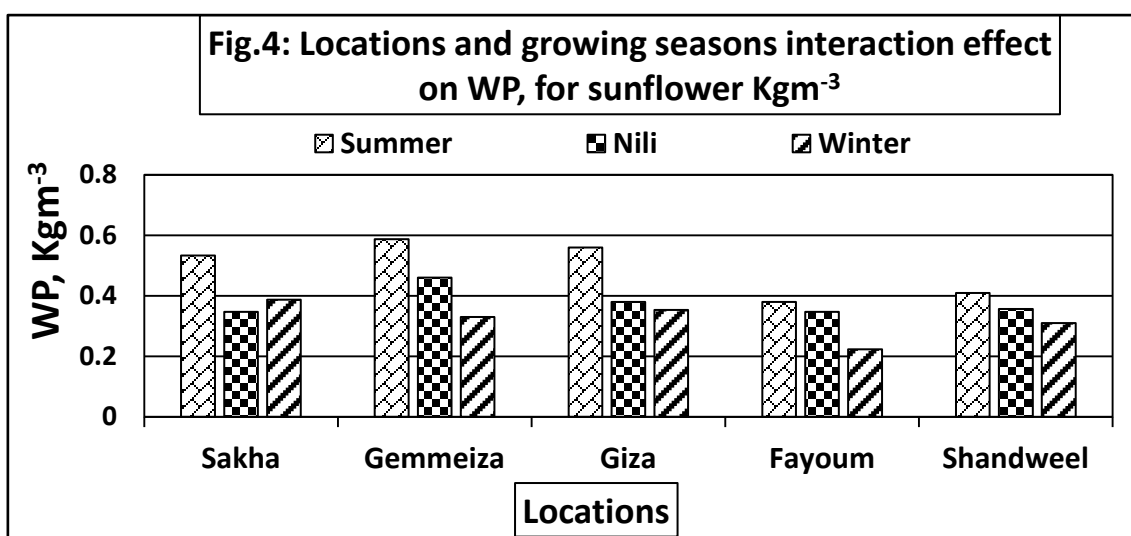 Fig.4: Locations and growing seasons interaction effect
on WP, for sunflower Kgm⁻³
Summer Nili Winter
WP, Kgm⁻³
0.8
0.6
0.4
0.2
0
Sakha Gemmeiza Giza Fayoum Shandweel
Locations